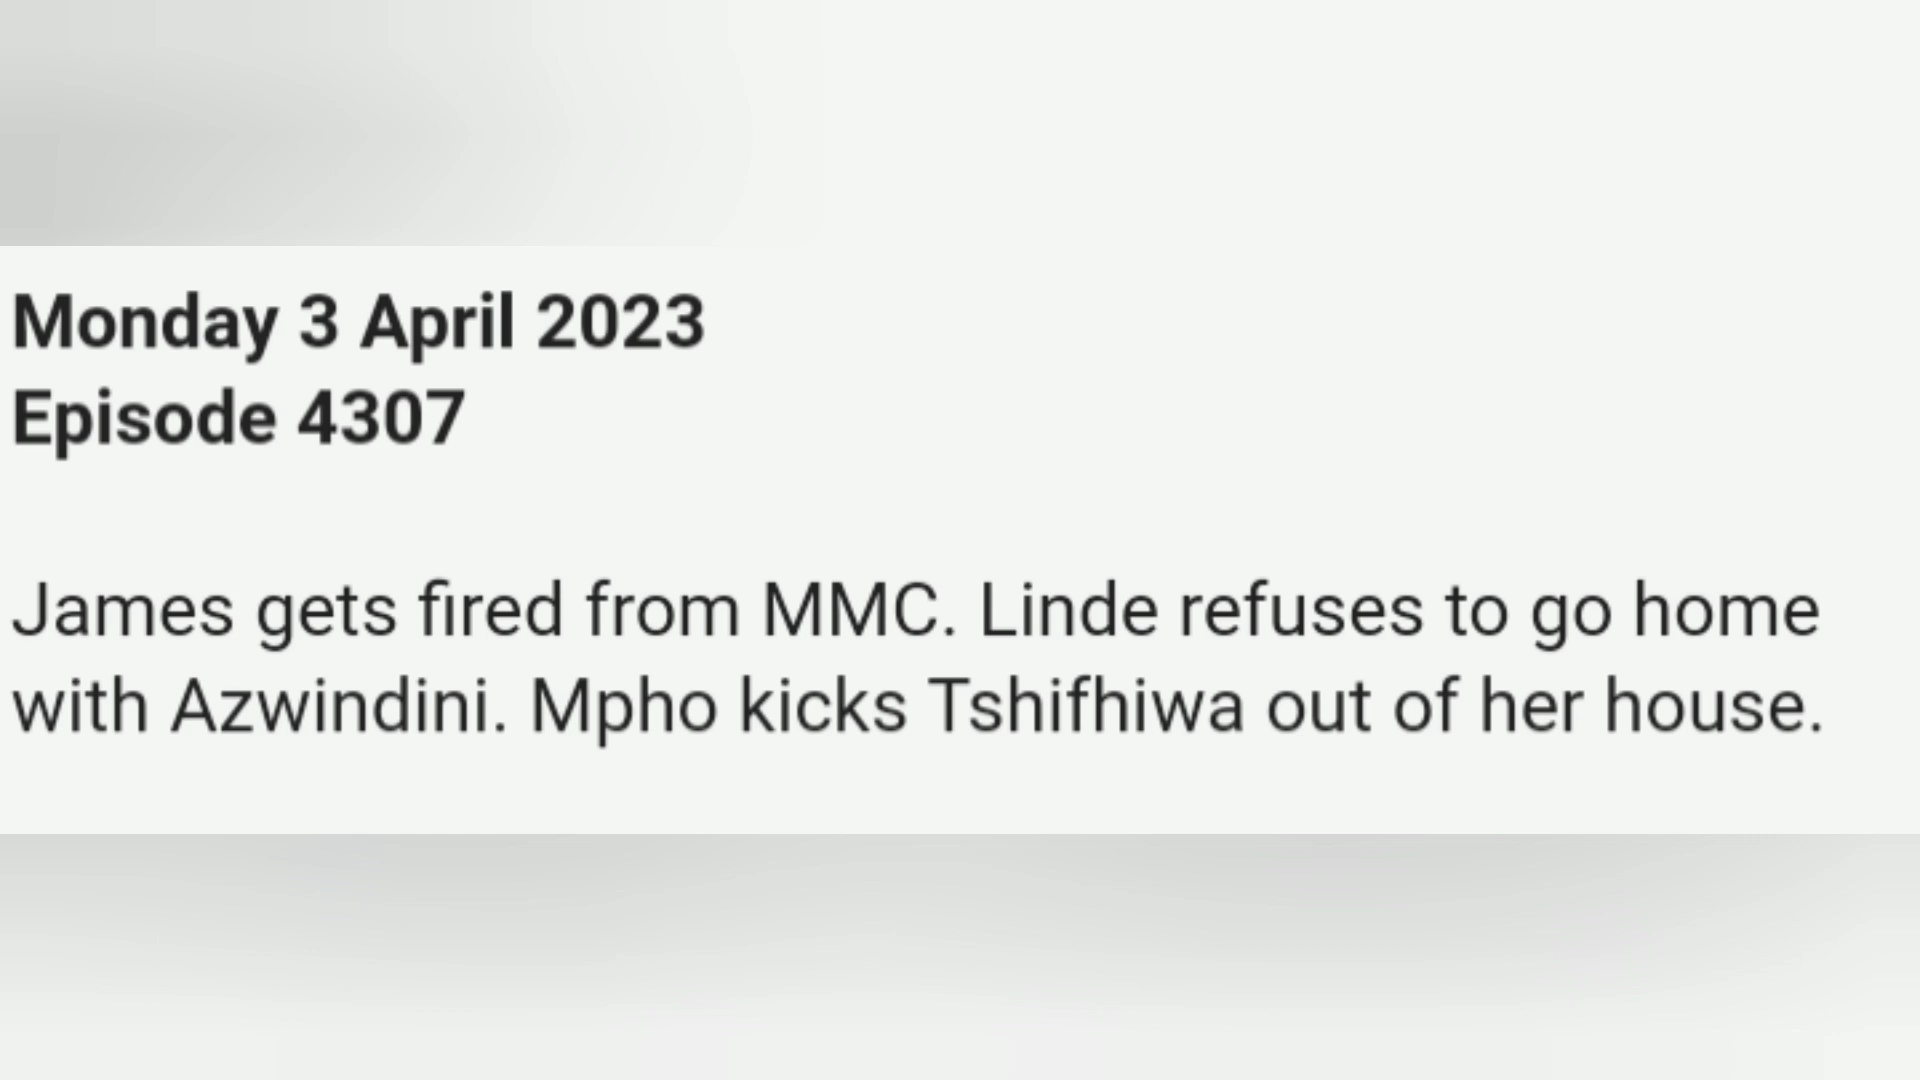 Monday 3 April 2023
Episode 4307
James gets fired from MMC. Linde refuses to go home
with Azwindini. Mpho kicks Tshifhiwa out of her house.